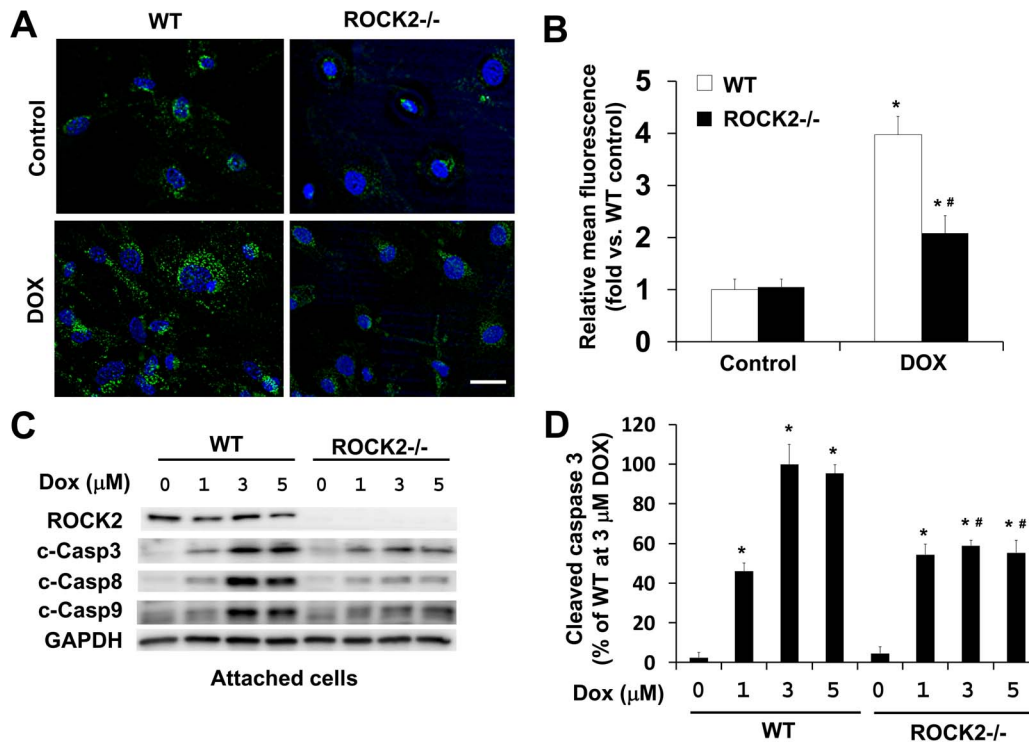 A
WT
ROCK2-/-
Control
DOX
B
Relative mean fluorescence
(fold vs. WT control)
5
4
3
2
1
0
WT
ROCK2-/-
*
* #
Control
DOX
C
WT
ROCK2-/-
Dox (μM) 0 1 3 5 0 1 3 5
ROCK2
c-Casp3
c-Casp8
c-Casp9
GAPDH
Attached cells
D
Cleaved caspase 3
(% of WT at 3 μM DOX)
120
100
80
60
40
20
0
* * * * * # * #
Dox (μM) 0 1 3 5 0 1 3 5
WT
ROCK2-/-